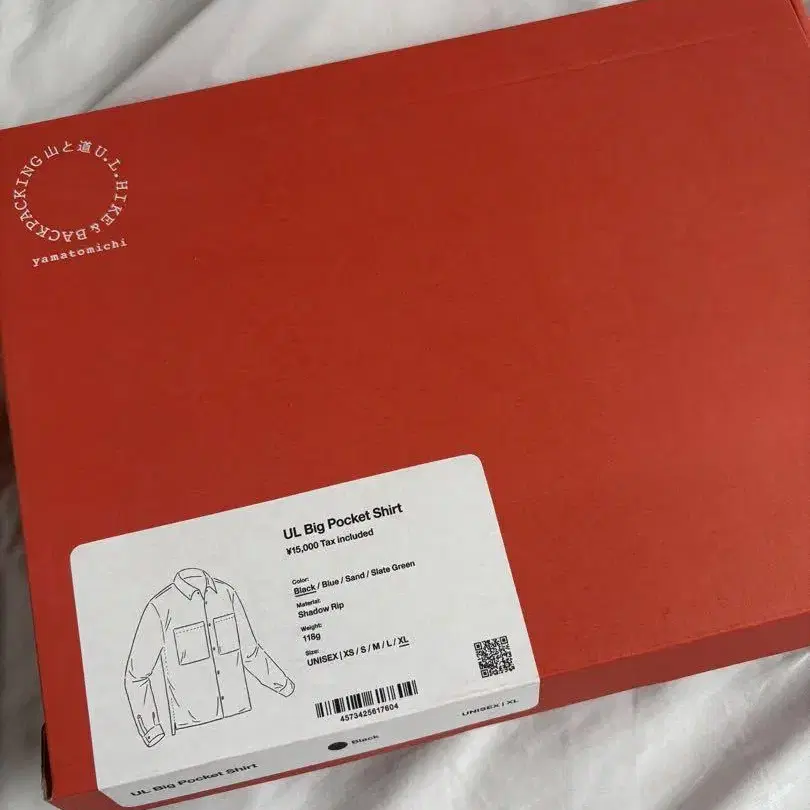 山と道 U.L. HIKE & BACKPACKING
yamatomichi
UL Big Pocket Shirt
¥15,000 Tax included
Color:
Black / Blue / Sand / Slate Green
Material:
Shadow Rip
Weight:
118g
Size:
UNISEX | XS / S / M / L / XL
4573425617604
UL Big Pocket Shirt
Black
UNISEX | XL